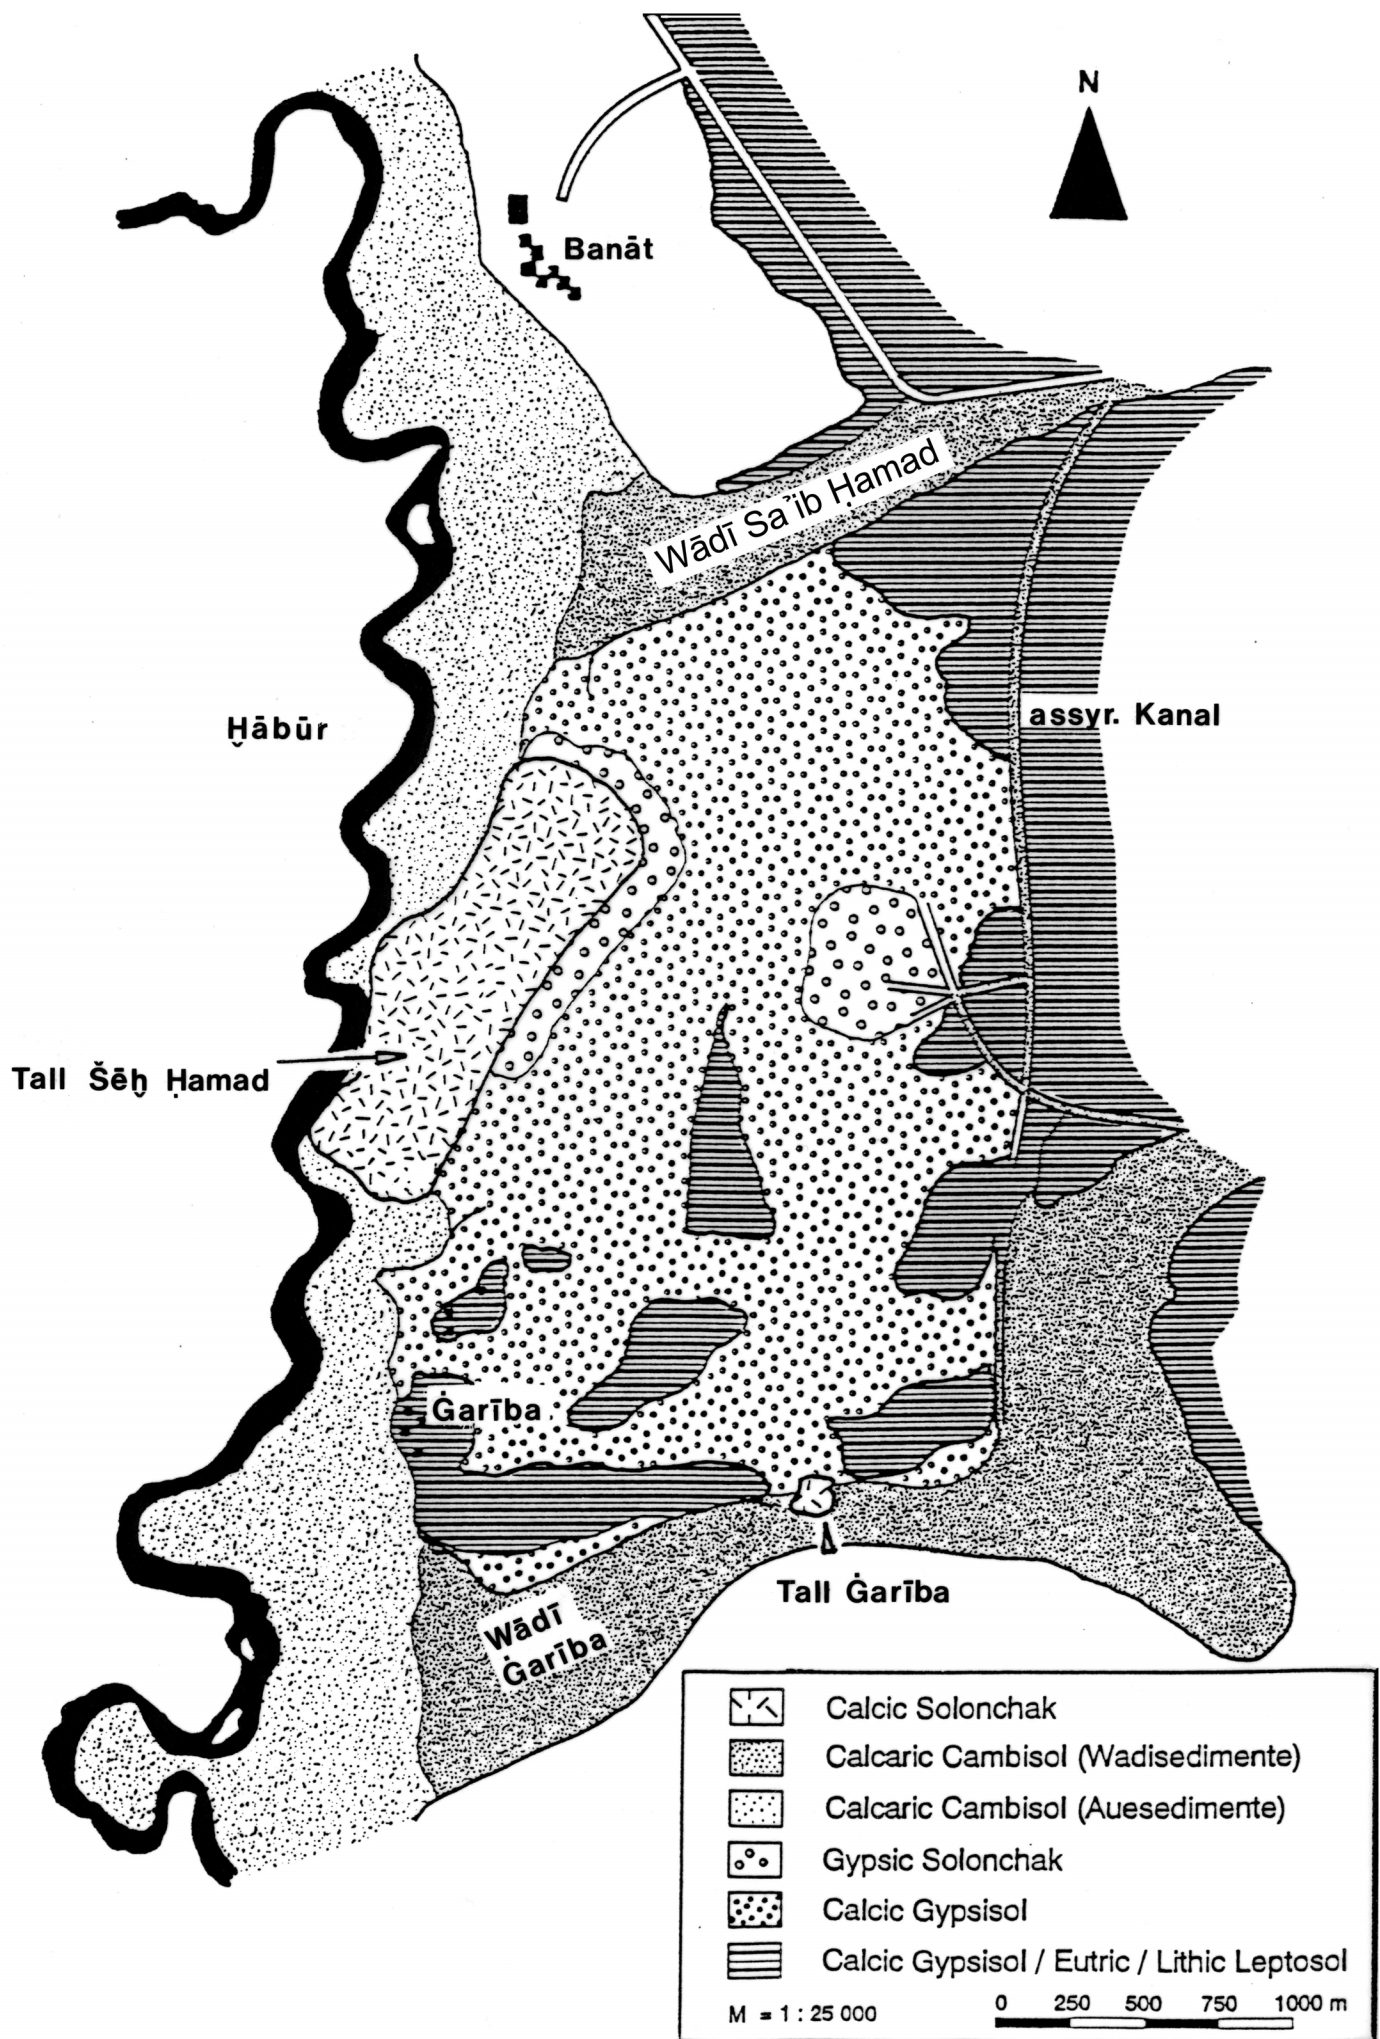 N
Banāt
Wādī Sa’ib Ḥamad
assyr. Kanal
Ḫābūr
Tall Šēḫ Ḥamad
Ġarība
Tall Ġarība
Wādī
Ġarība
Calcic Solonchak
Calcaric Cambisol (Wadisedimente)
Calcaric Cambisol (Auesedimente)
Gypsic Solonchak
Calcic Gypsisol
Calcic Gypsisol / Eutric / Lithic Leptosol
M = 1 : 25 000
0 250 500 750 1000 m